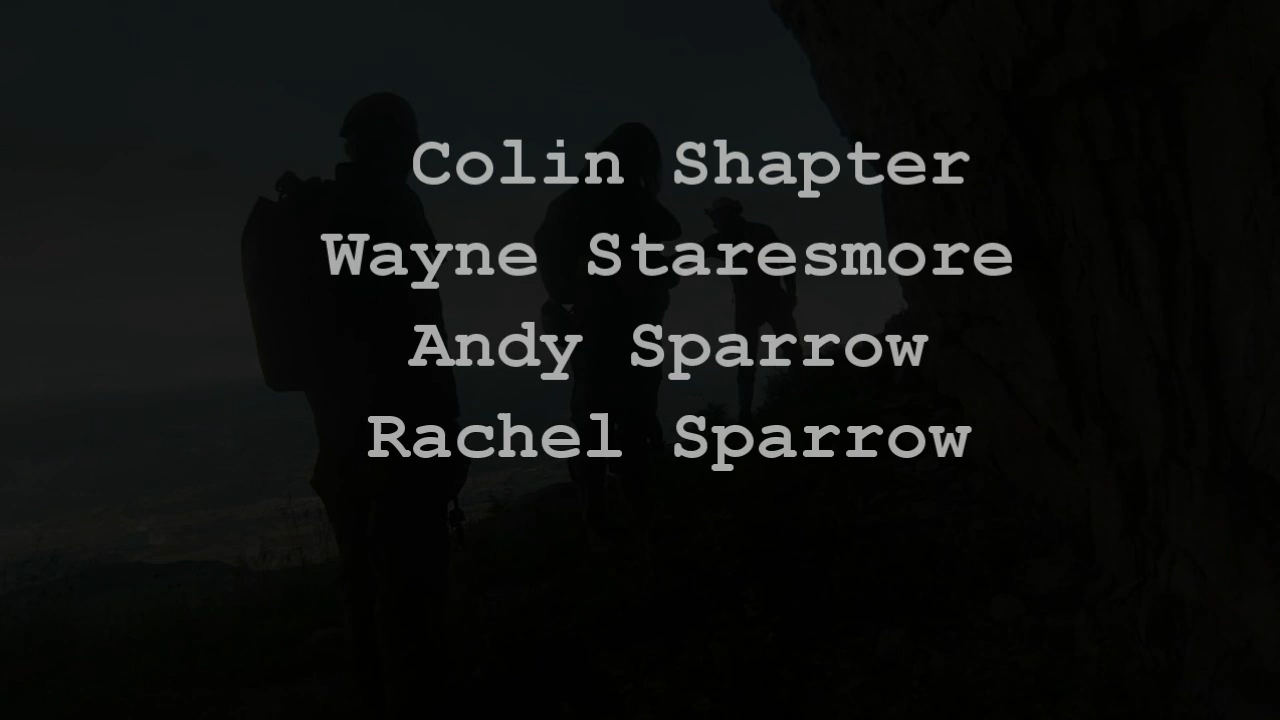 Colin Shapter
Wayne Staresmore
Andy Sparrow
Rachel Sparrow